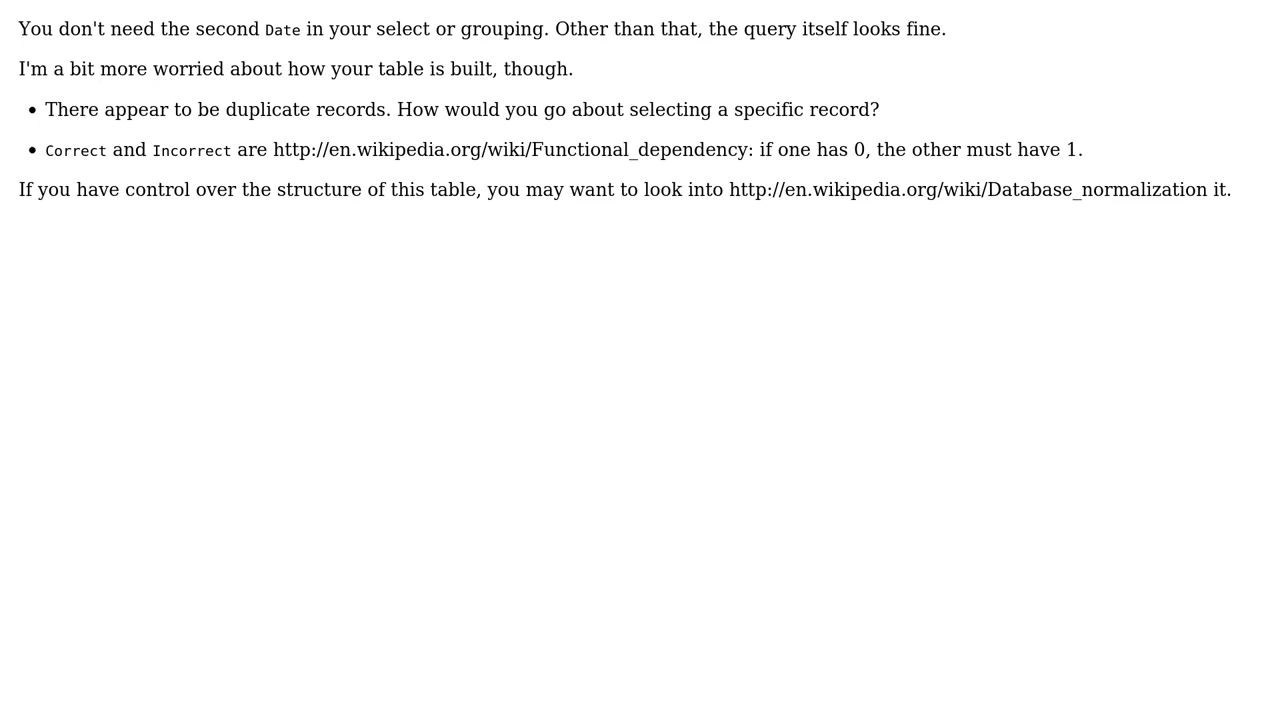 You don't need the second Date in your select or grouping. Other than that, the query itself looks fine.
I'm a bit more worried about how your table is built, though.
• There appear to be duplicate records. How would you go about selecting a specific record?
• Correct and Incorrect are http://en.wikipedia.org/wiki/Functional_dependency: if one has 0, the other must have 1.
If you have control over the structure of this table, you may want to look into http://en.wikipedia.org/wiki/Database_normalization it.